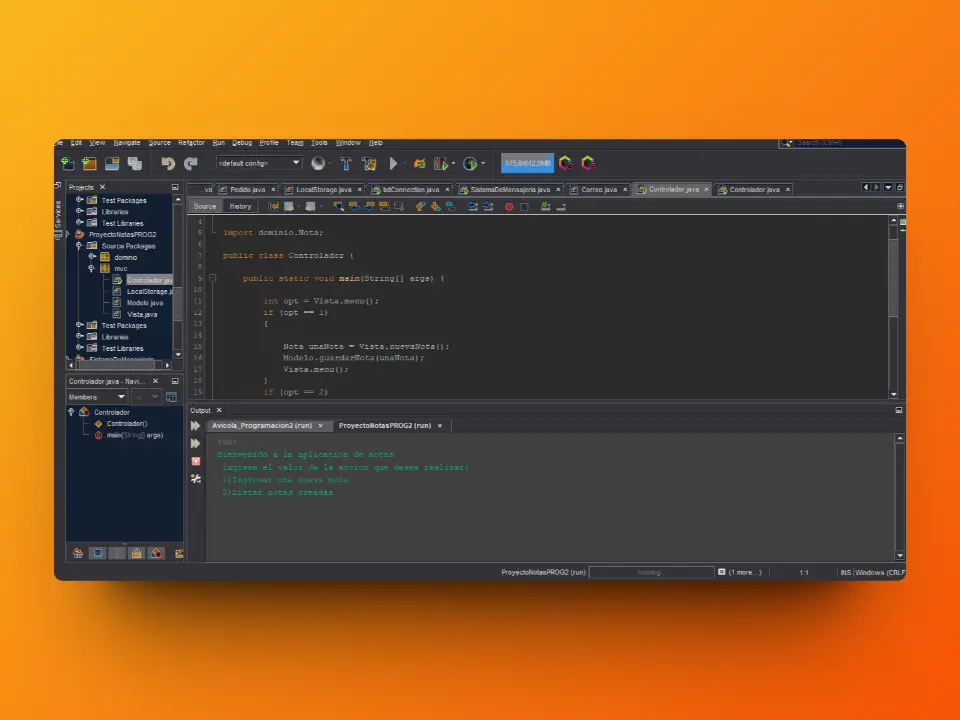 le Edit View Navigate Source Refactor Run Debug Profile Team Tools Window Help
Search (Ctrl+I)
<default config>
575,8/642,5MB
Projects
Services
Test Packages
Libraries
Test Libraries
ProyectoNotasPROG2
Source Packages
dominio
mvc
Controlador.jav
LocalStorage.ja
Modelo.java
Vista.java
Test Packages
Libraries
Test Libraries
SistemaDeMensajeria
...va Pedido.java LocalStorage.java bdConnection.java SistemaDeMensajeria.java Correo.java Controlador.java Controlador.java
Source History
4
5 import dominio.Nota;
6
7 public class Controlador {
8
9 public static void main(String[] args) {
10
11 int opt = Vista.menu();
12 if (opt == 1)
13 {
14
15 Nota unaNota = Vista.nuevaNota();
16 Modelo.guardarNota(unaNota);
17 Vista.menu();
18 }
19 if (opt == 2)
Controlador.java - Navi...
Members
Controlador
Controlador()
main(String[] args)
Output
Avicola_Programacion2 (run) ProyectoNotasPROG2 (run)
run:
Bienvenido a la aplicacion de notas
Ingrese el valor de la accion que desea realizar:
1)Ingresar una nueva nota
2)Listar notas creadas
ProyectoNotasPROG2 (run) running... (1 more...) 1:1 INS Windows (CRLF